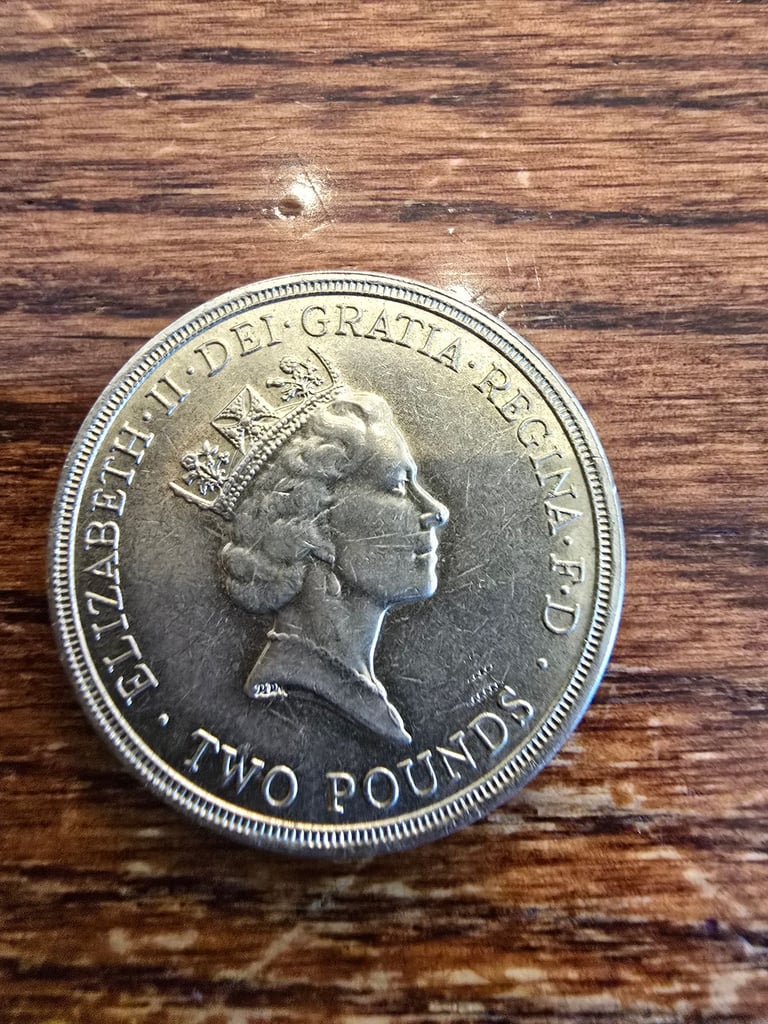 ELIZABETH·II·DEI·GRATIA·REGINA·F·D·
TWO POUNDS